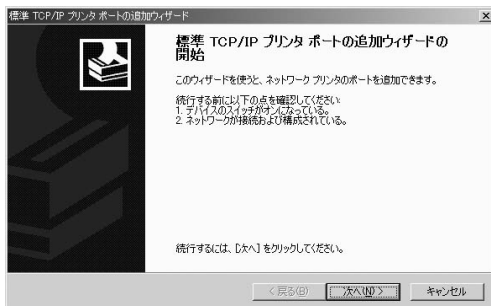 標準 TCP/IP プリンタ ポートの追加ウィザード
標準 TCP/IP プリンタ ポートの追加ウィザードの
開始
このウィザードを使うと、ネットワーク プリンタのポートを追加できます。
続行する前に以下の点を確認してください:
1. デバイスのスイッチがオンになっている。
2. ネットワークが接続および構成されている。
続行するには、[次へ] をクリックしてください。
< 戻る(B)
次へ(N) >
キャンセル